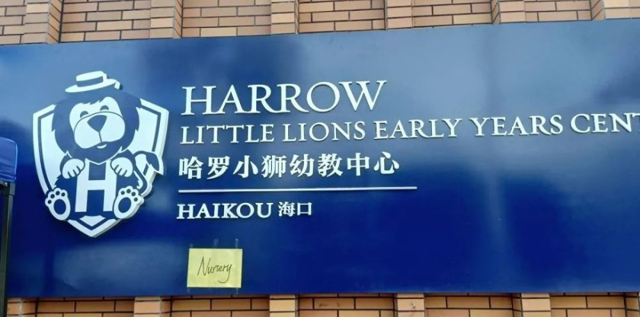 HARROW
LITTLE LIONS EARLY YEARS CENT
哈罗小狮幼教中心
HAIKOU 海口
H
Nursery